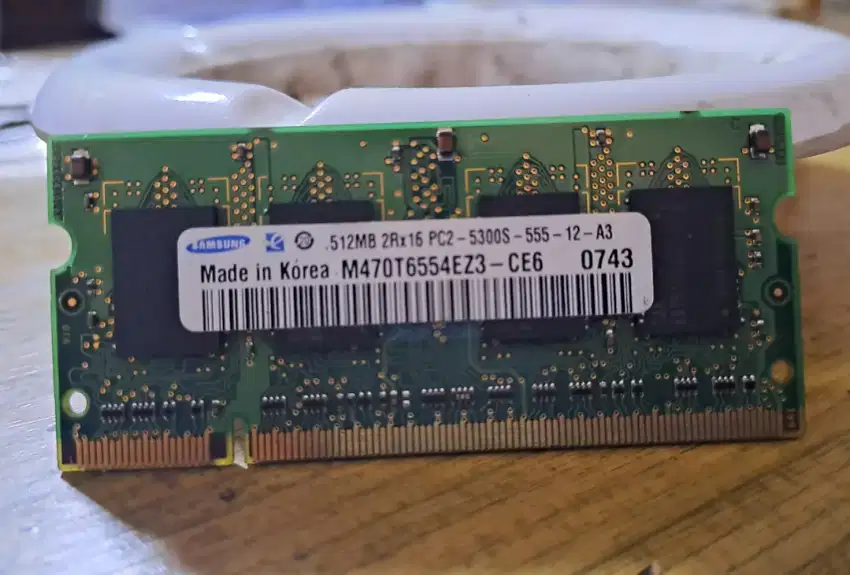 SAMSUNG 512MB 2Rx16 PC2-5300S-555-12-A3
Made in Korea M470T6554EZ3-CE6 0743